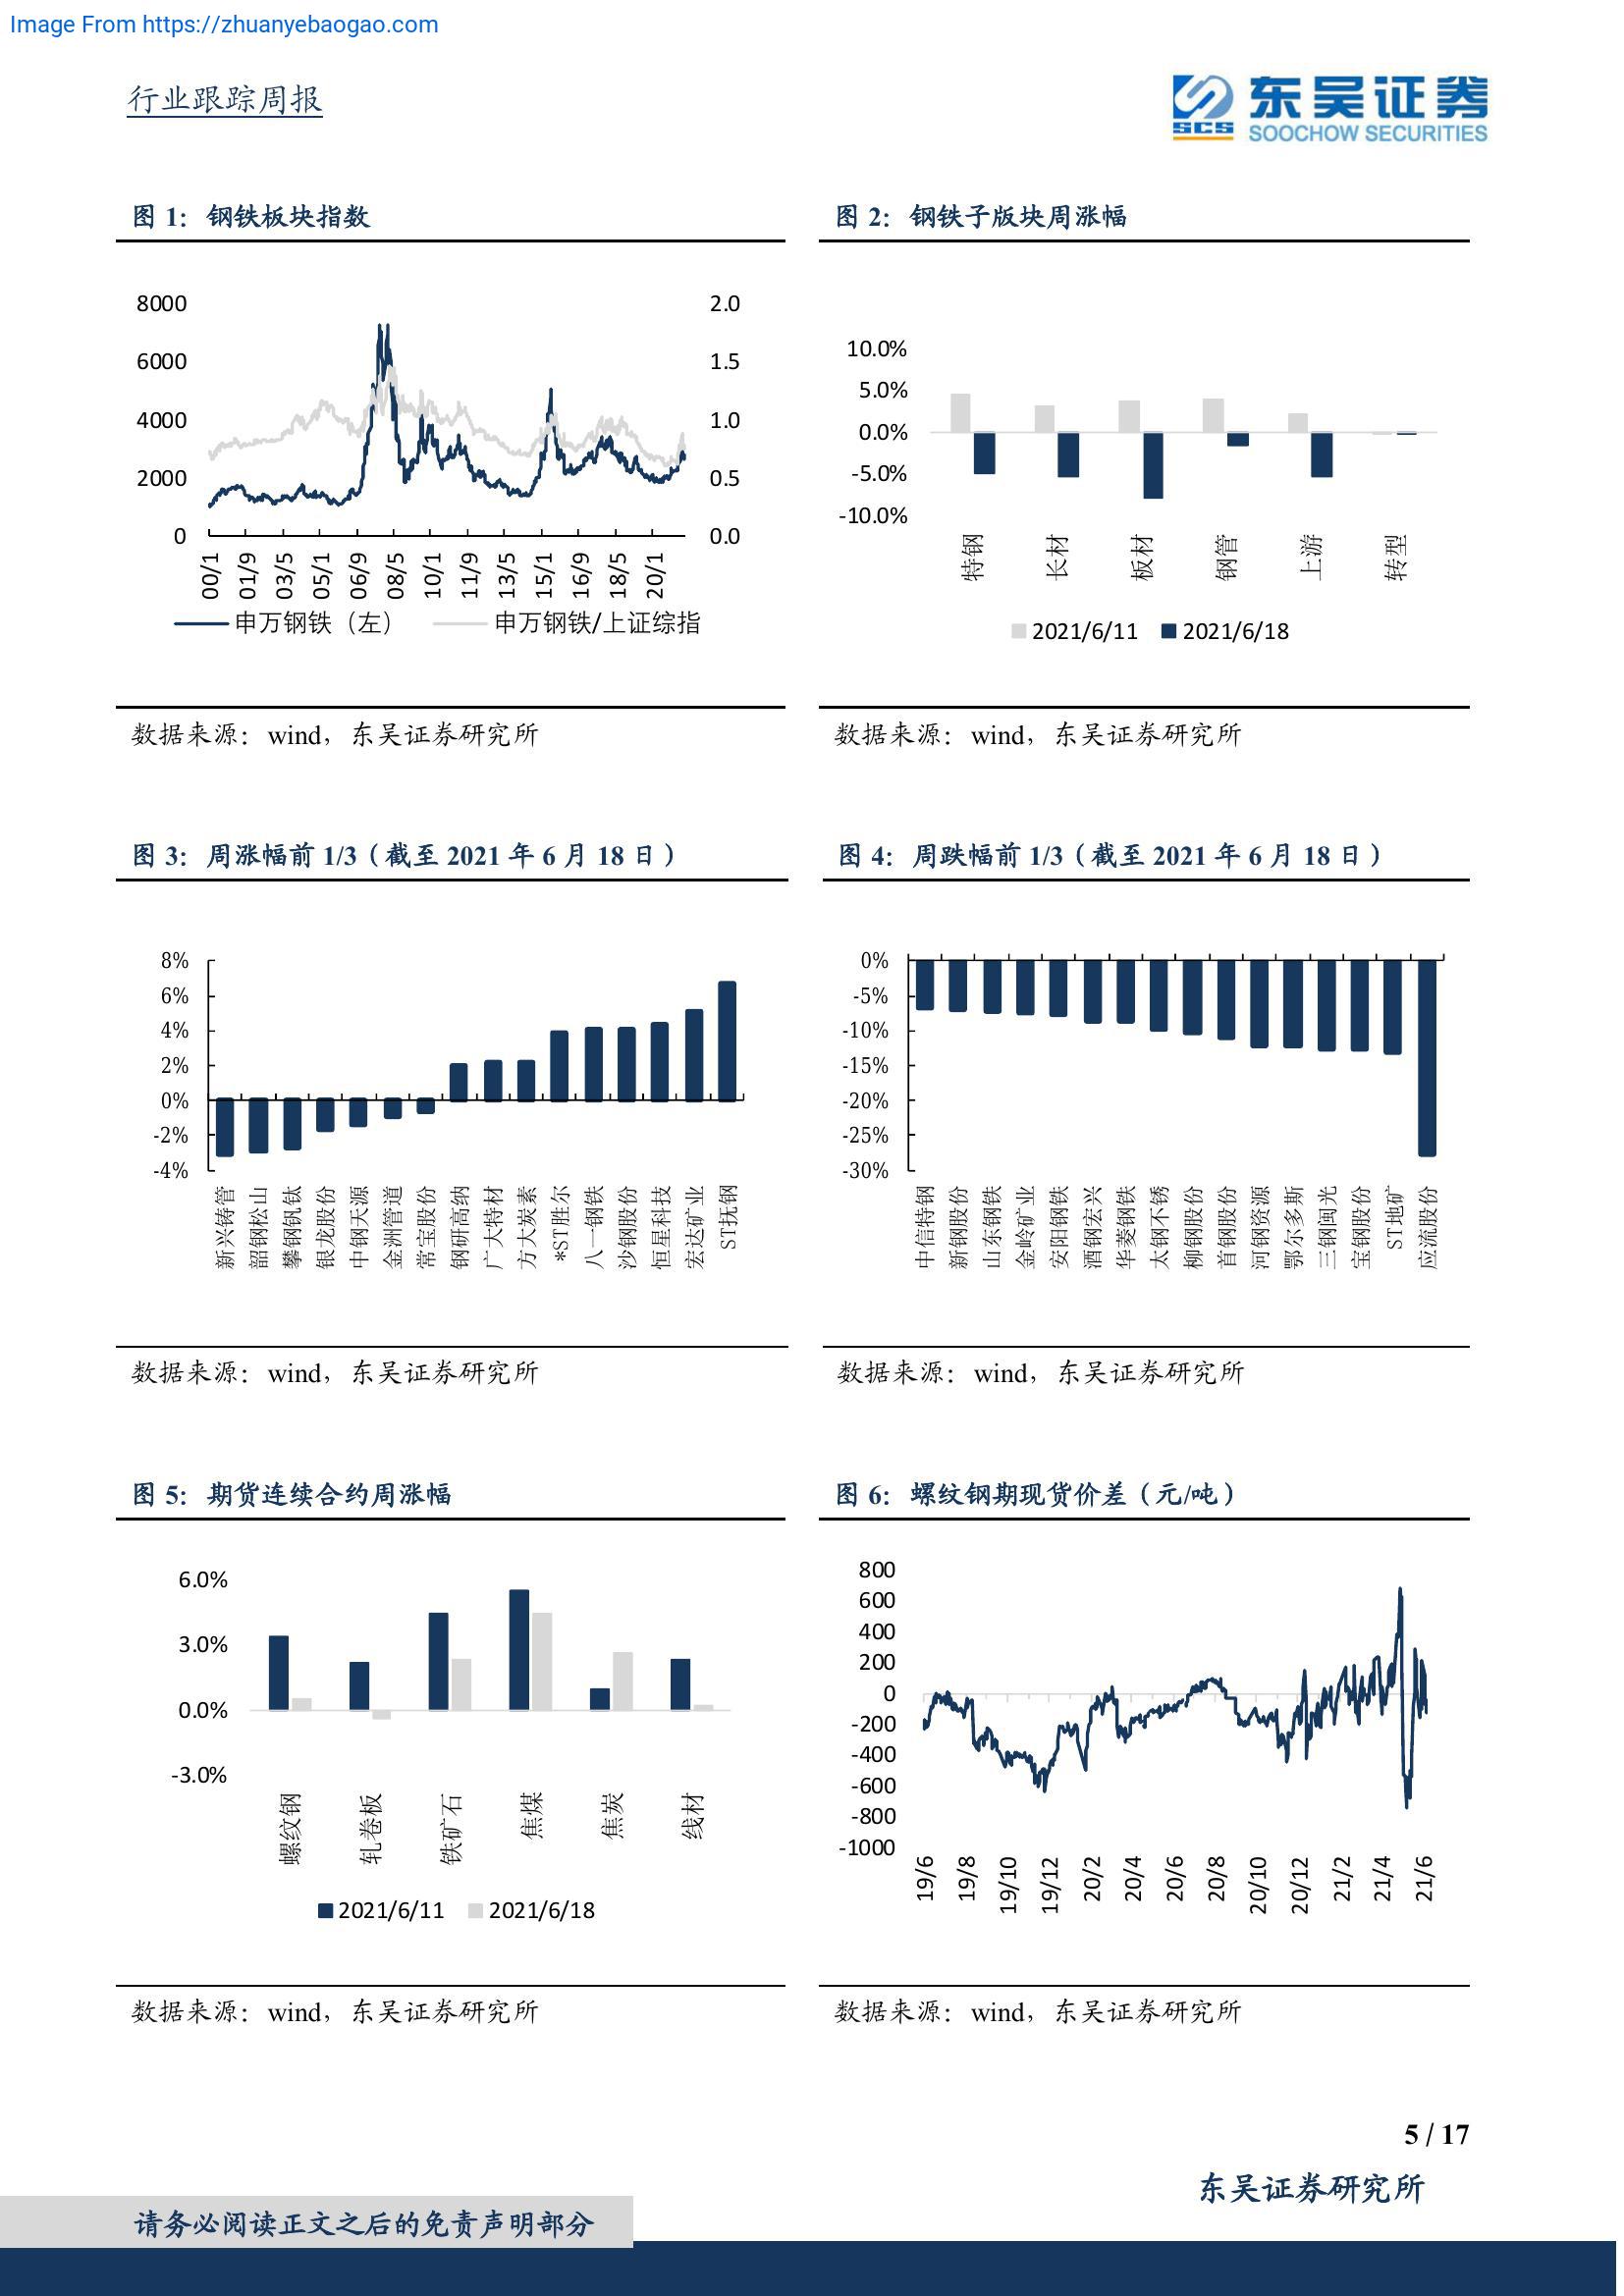 Image From https://zhuanyebaogao.com
行业跟踪周报
SCS
东吴证券
SOOCHOW SECURITIES
图 1：钢铁板块指数
8000
6000
4000
2000
0
2.0
1.5
1.0
0.5
0.0
00/1
01/9
03/5
05/1
06/9
08/5
10/1
11/9
13/5
15/1
16/9
18/5
20/1
申万钢铁（左）
申万钢铁/上证综指
数据来源：wind，东吴证券研究所
图 2：钢铁子版块周涨幅
10.0%
5.0%
0.0%
-5.0%
-10.0%
特钢
长材
板材
钢管
上游
转型
2021/6/11
2021/6/18
数据来源：wind，东吴证券研究所
图 3：周涨幅前 1/3（截至 2021 年 6 月 18 日）
8%
6%
4%
2%
0%
-2%
-4%
新兴铸管
韶钢松山
攀钢钒钛
银龙股份
中钢天源
金洲管道
常宝股份
钢研高纳
广大特材
方大炭素
*ST胜尔
八一钢铁
沙钢股份
恒星科技
宏达矿业
ST抚钢
数据来源：wind，东吴证券研究所
图 4：周跌幅前 1/3（截至 2021 年 6 月 18 日）
0%
-5%
-10%
-15%
-20%
-25%
-30%
中信特钢
新钢股份
山东钢铁
金岭矿业
安阳钢铁
酒钢宏兴
华菱钢铁
太钢不锈
柳钢股份
首钢股份
河钢资源
鄂尔多斯
三钢闽光
宝钢股份
ST地矿
应流股份
数据来源：wind，东吴证券研究所
图 5：期货连续合约周涨幅
6.0%
3.0%
0.0%
-3.0%
螺纹钢
轧卷板
铁矿石
焦煤
焦炭
线材
2021/6/11
2021/6/18
数据来源：wind，东吴证券研究所
图 6：螺纹钢期现货价差（元/吨）
800
600
400
200
0
-200
-400
-600
-800
-1000
19/6
19/8
19/10
19/12
20/2
20/4
20/6
20/8
20/10
20/12
21/2
21/4
21/6
数据来源：wind，东吴证券研究所
5 / 17
东吴证券研究所
请务必阅读正文之后的免责声明部分